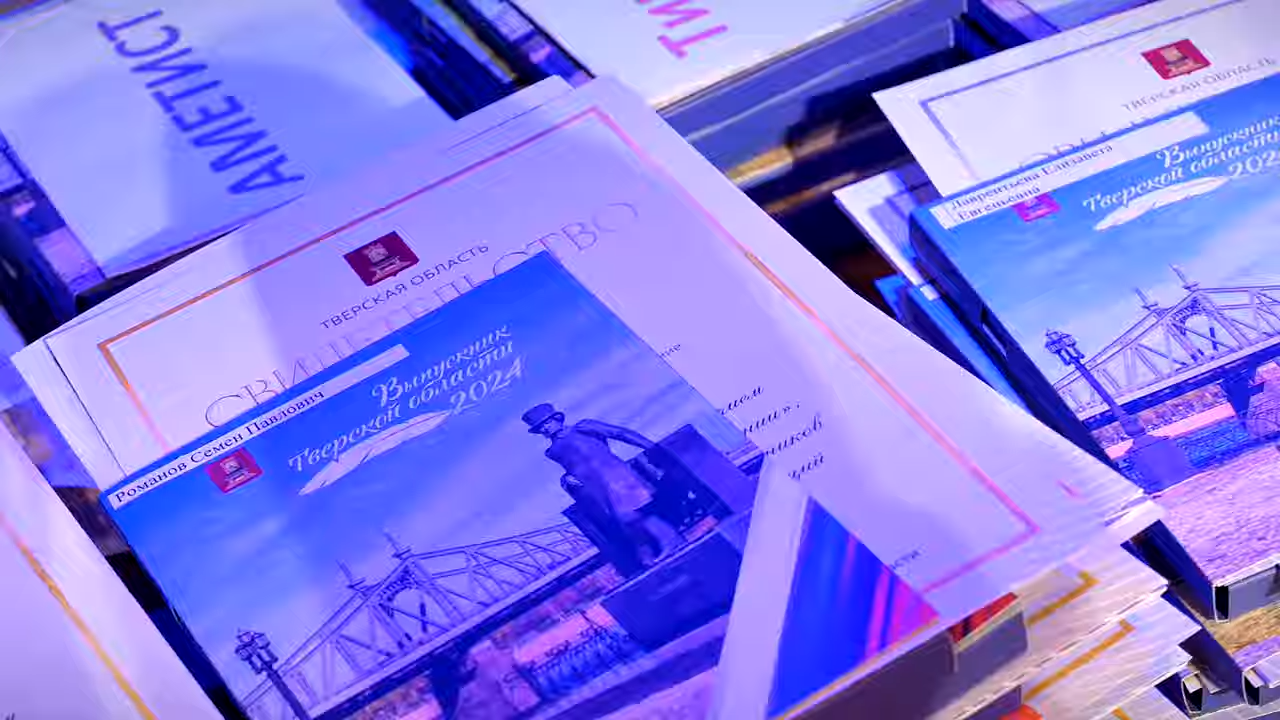 АМЕТИСТ
ТВЕРСКАЯ ОБЛАСТЬ
СВИДЕТЕЛЬСТВО
Романов Семен Павлович
Выпускник
Тверской области
2024
ТВЕРСКАЯ ОБЛАСТЬ
Лаврентьева Елизавета
Евгеньевна
Выпускник
Тверской области